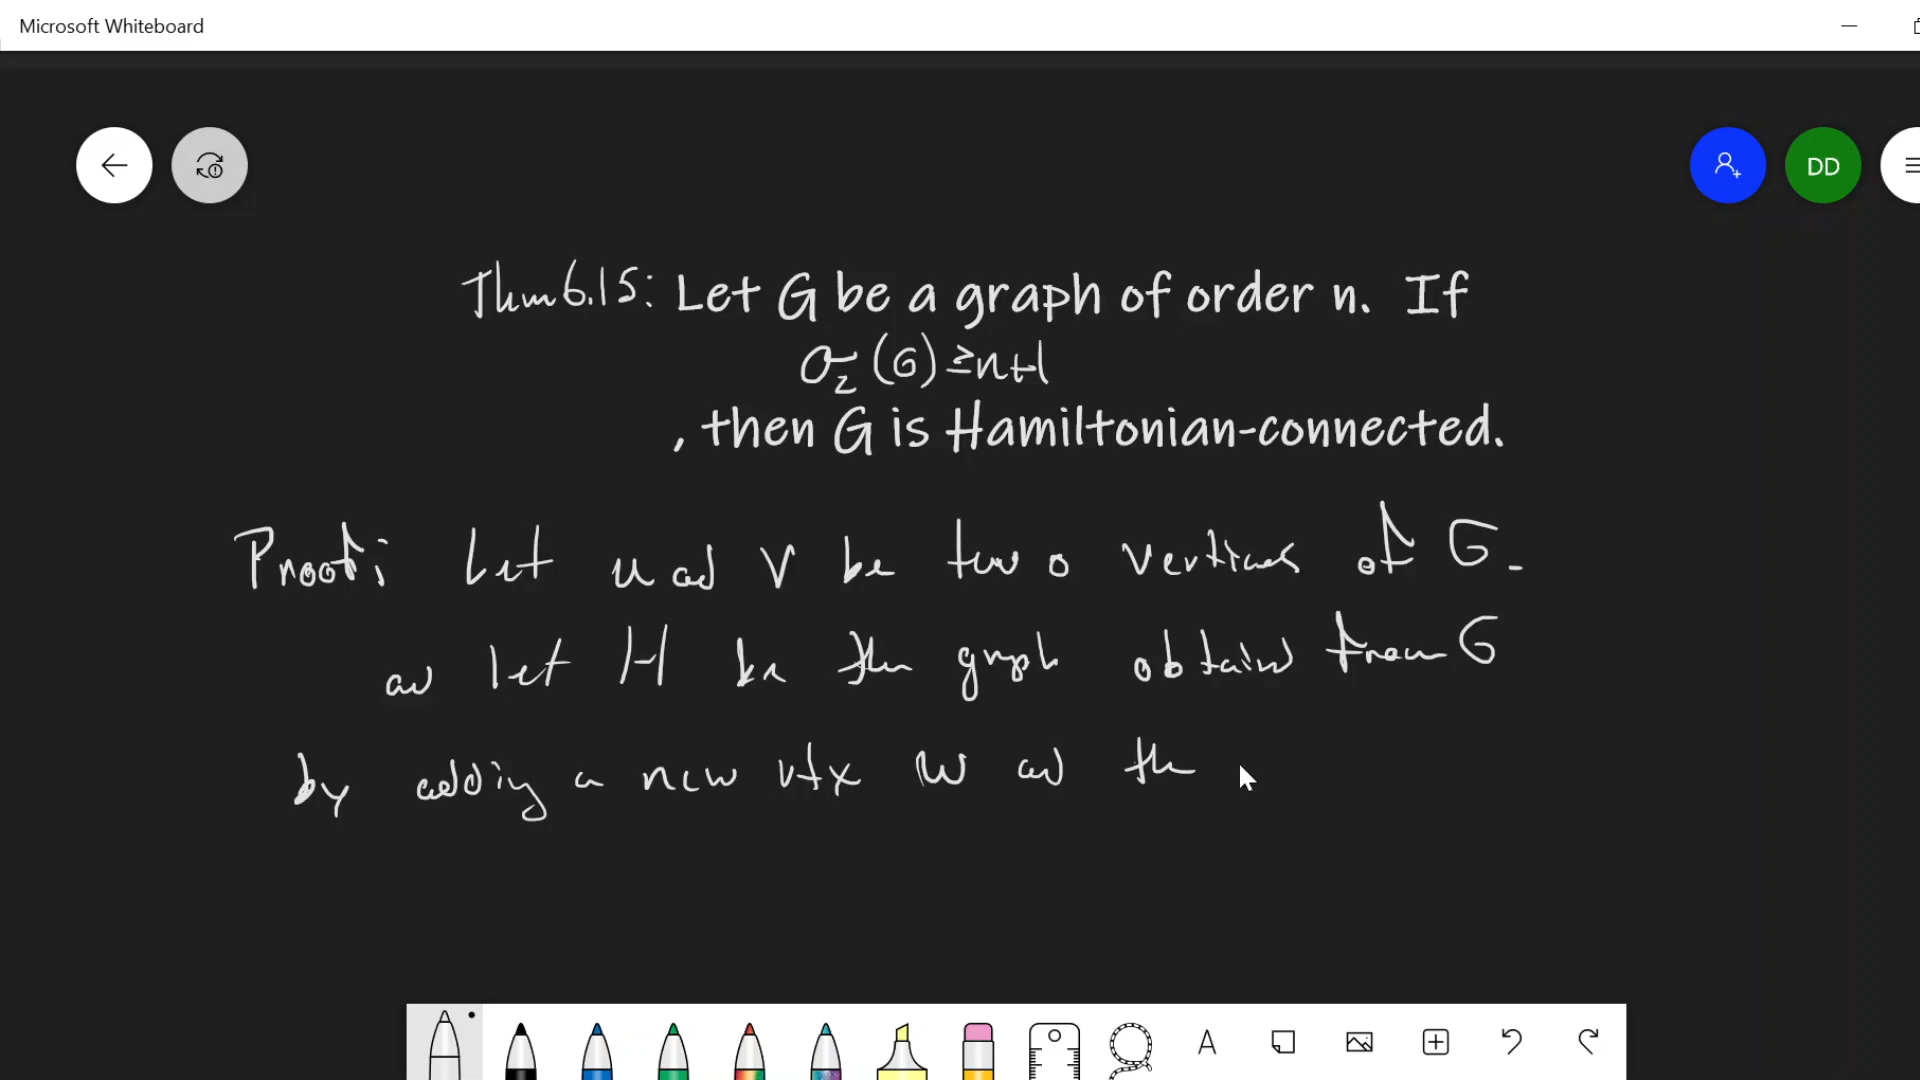 Microsoft Whiteboard
DD
Thm 6.15: Let G be a graph of order n. If
σ₂(G) ≥ n+1
, then G is Hamiltonian-connected.
Proof: Let u and v be two vertices of G.
and let H be the graph obtained from G
by adding a new vtx w and the
A